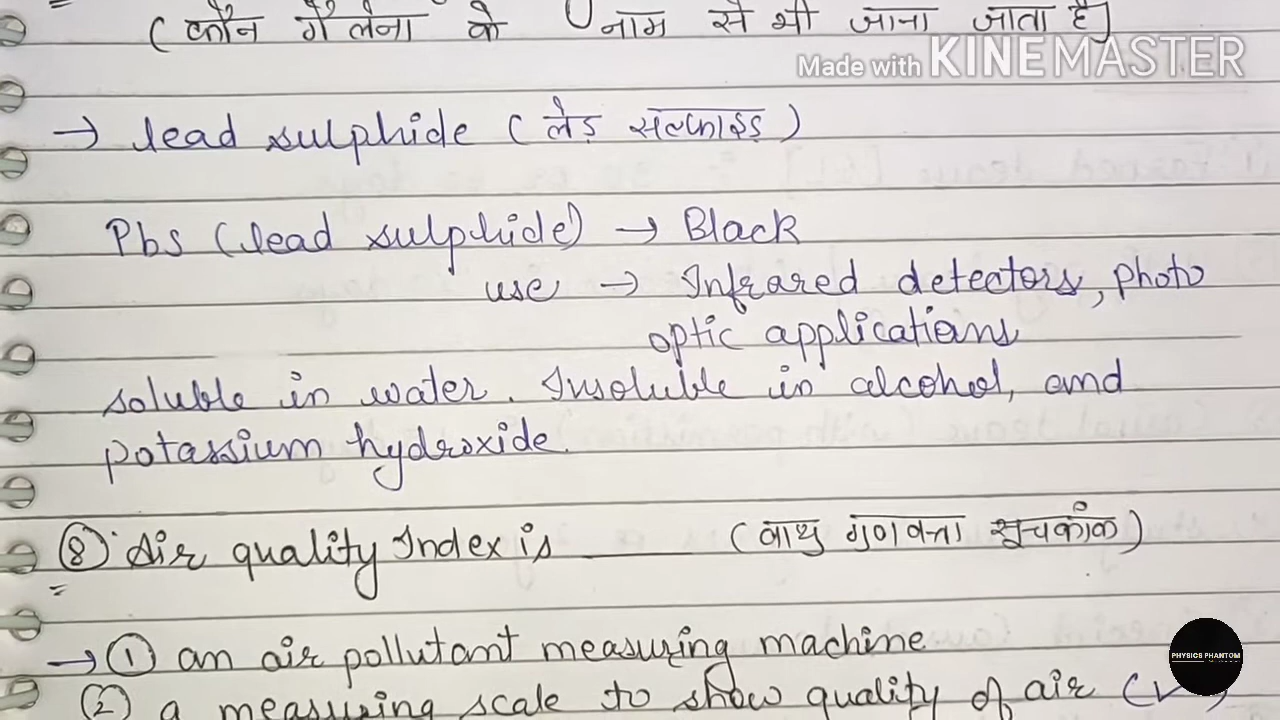 (कौन गैलेना के नाम से भी जाना जाता है)
Made with KINEMASTER
→ lead sulphide (लेड सल्फाइड)
Pbs (lead sulphide) → Black
use → Infrared detectors, photo
optic applications
soluble in water. Insoluble in alcohol, and
potassium hydroxide.
⑧ Air quality Index is ______ (वायु गुणवत्ता सूचकांक)
→ ① an air pollutant measuring machine
② a measuring scale to show quality of air (✓)
PHYSICS PHANTOM